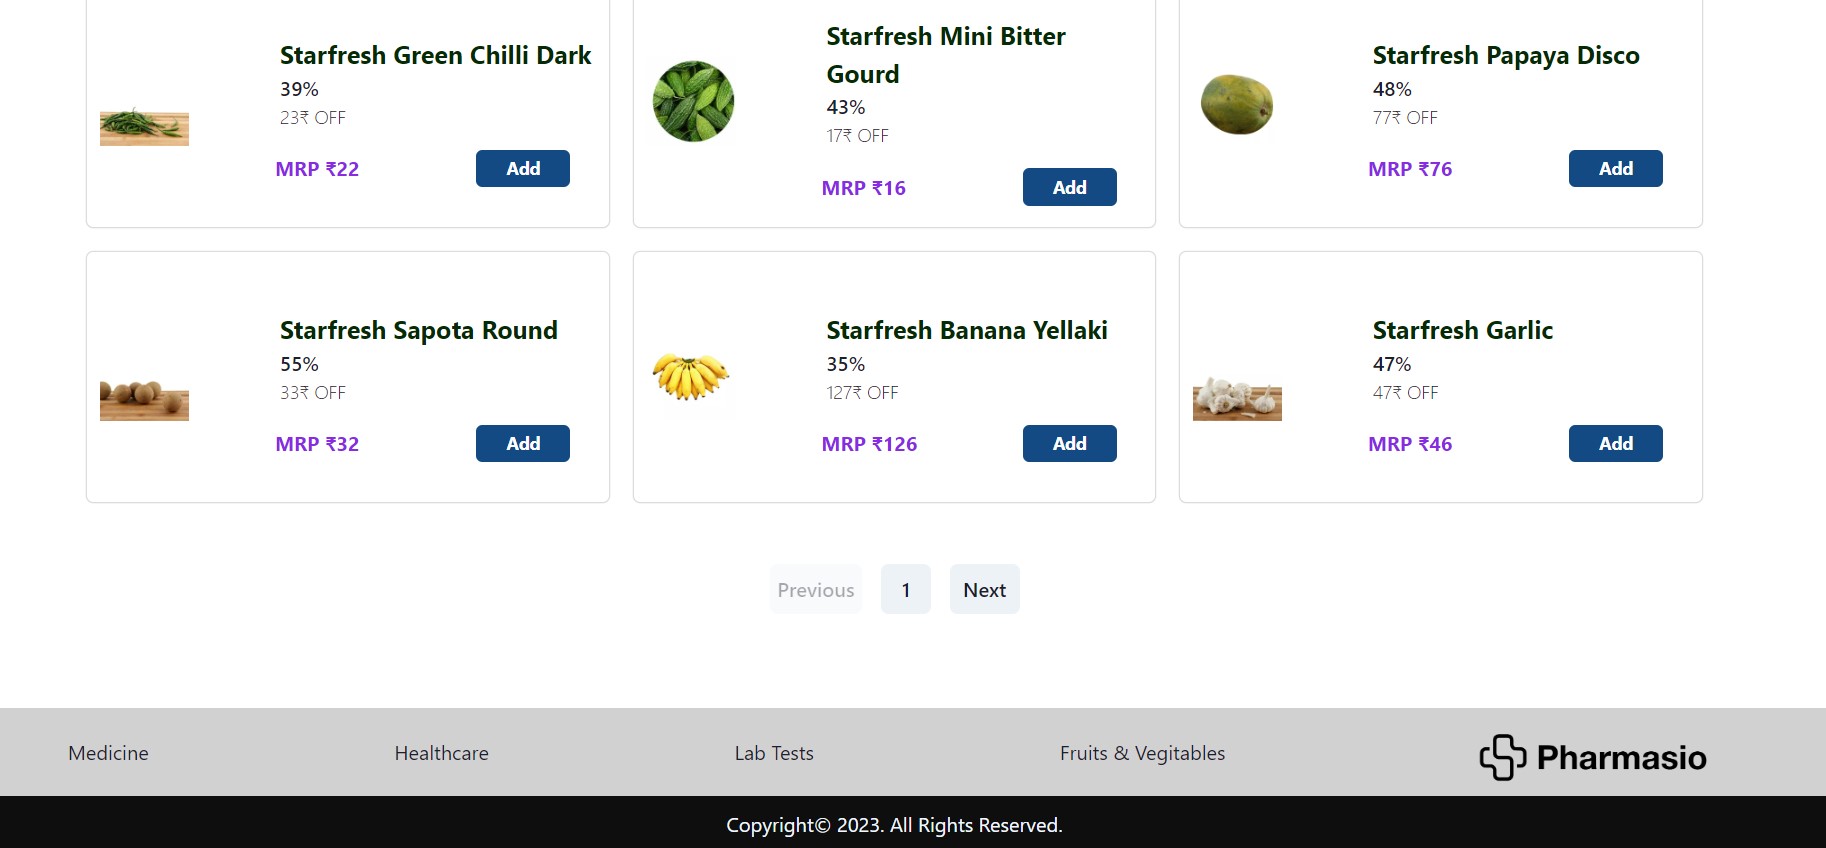 Starfresh Green Chilli Dark
39%
23₹ OFF
MRP ₹22
Add
Starfresh Mini Bitter
Gourd
43%
17₹ OFF
MRP ₹16
Add
Starfresh Papaya Disco
48%
77₹ OFF
MRP ₹76
Add
Starfresh Sapota Round
55%
33₹ OFF
MRP ₹32
Add
Starfresh Banana Yellaki
35%
127₹ OFF
MRP ₹126
Add
Starfresh Garlic
47%
47₹ OFF
MRP ₹46
Add
Previous 1 Next
Medicine Healthcare Lab Tests Fruits & Vegitables Pharmasio
Copyright© 2023. All Rights Reserved.